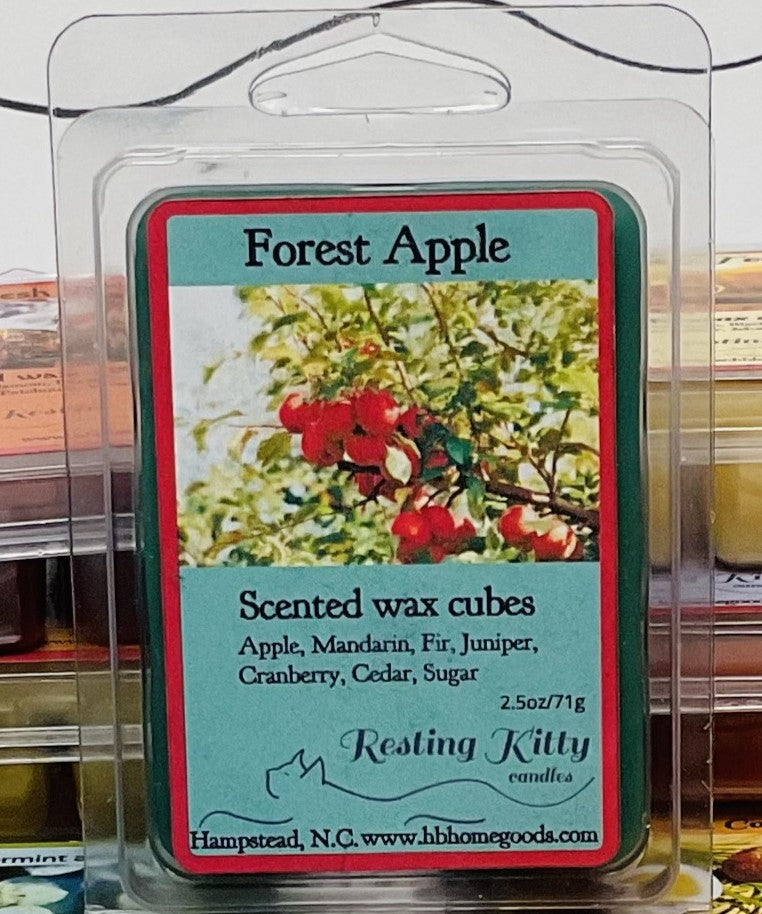 Forest Apple
Scented wax cubes
Apple, Mandarin, Fir, Juniper,
Cranberry, Cedar, Sugar
2.5oz/71g
Resting Kitty
candles
Hampstead, N.C. www.hbhomegoods.com